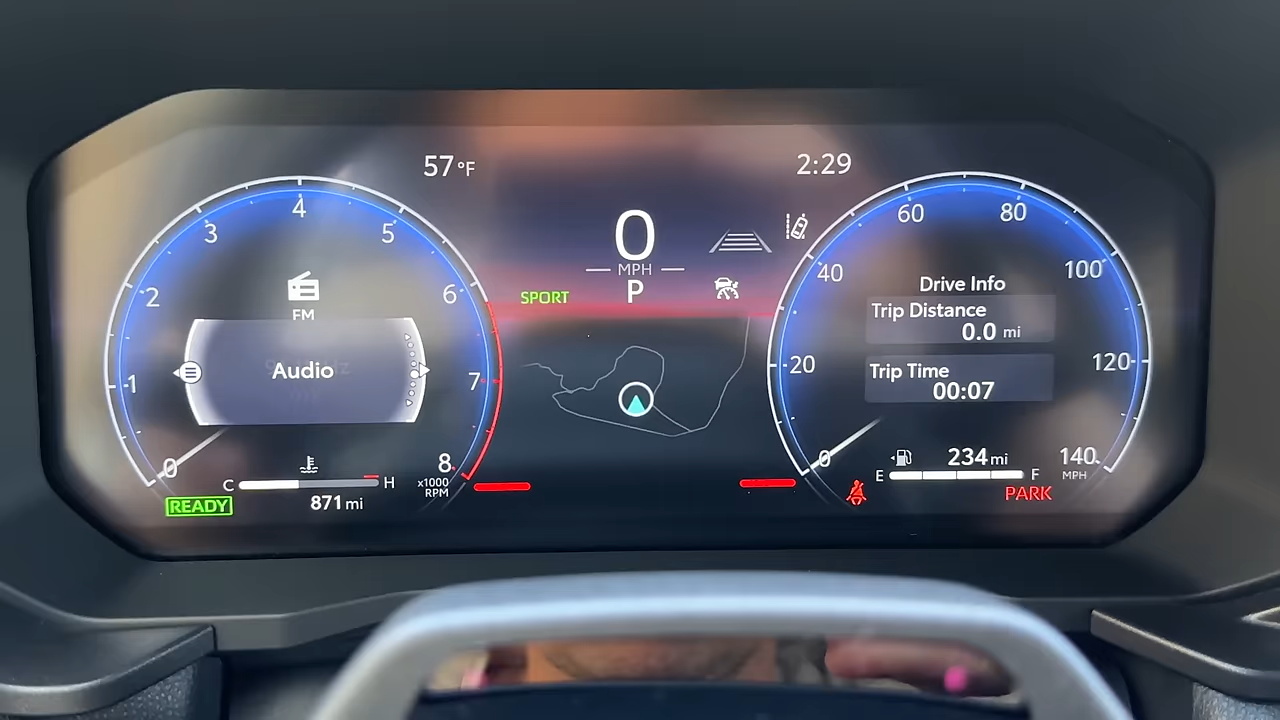 57°F
2:29
0
MPH
P
SPORT
0
1
2
3
4
5
6
7
8
x1000
RPM
FM
Audio
C
H
871 mi
READY
0
20
40
60
80
100
120
140
MPH
Drive Info
Trip Distance
0.0 mi
Trip Time
00:07
234 mi
E
F
PARK